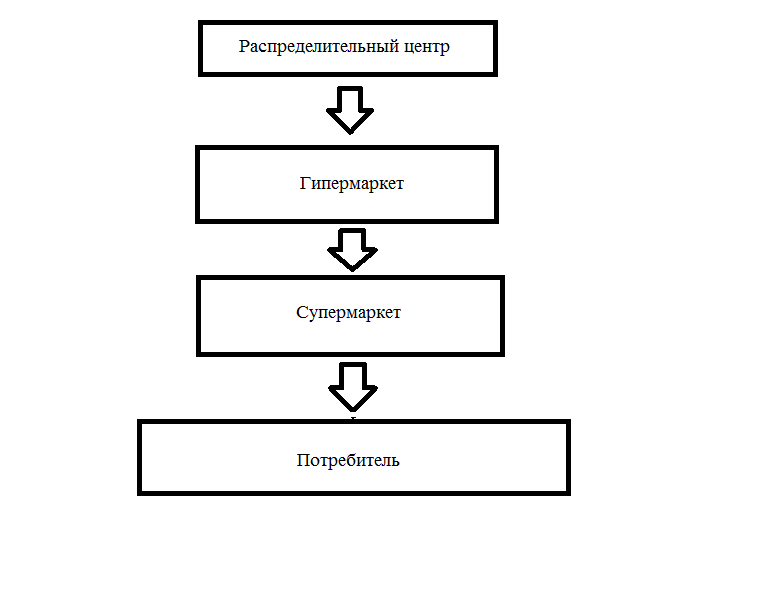 Распределительный центр
Гипермаркет
Супермаркет
Потребитель